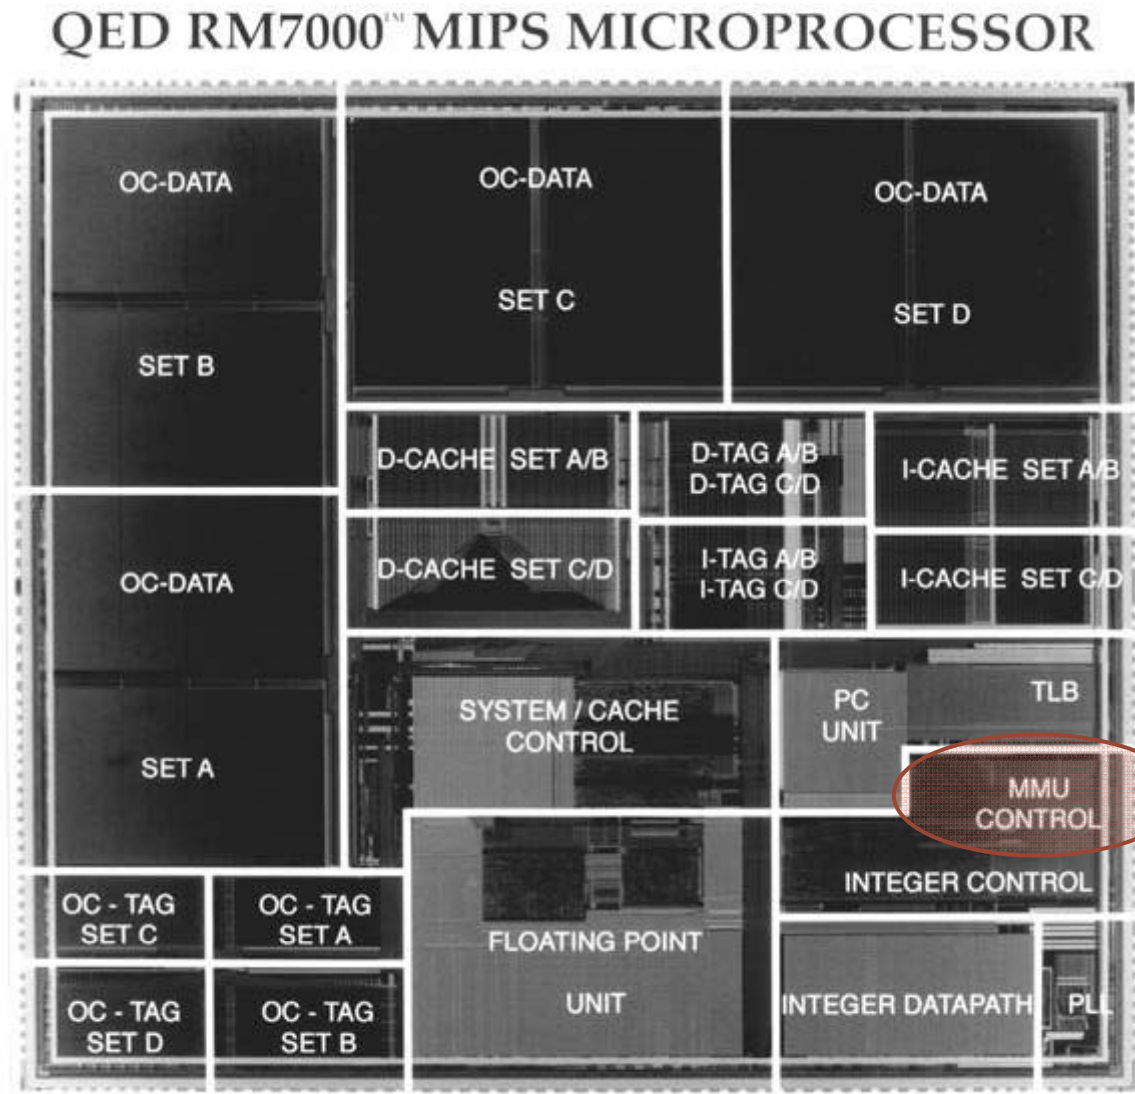 QED RM7000™ MIPS MICROPROCESSOR
OC-DATA
SET B
OC-DATA
SET C
OC-DATA
SET D
D-CACHE SET A/B
D-TAG A/B
D-TAG C/D
I-CACHE SET A/B
D-CACHE SET C/D
I-TAG A/B
I-TAG C/D
I-CACHE SET C/D
OC-DATA
SET A
SYSTEM / CACHE
CONTROL
PC
UNIT
TLB
MMU
CONTROL
INTEGER CONTROL
OC - TAG
SET C
OC - TAG
SET A
OC - TAG
SET D
OC - TAG
SET B
FLOATING POINT
UNIT
INTEGER DATAPATH
PLL